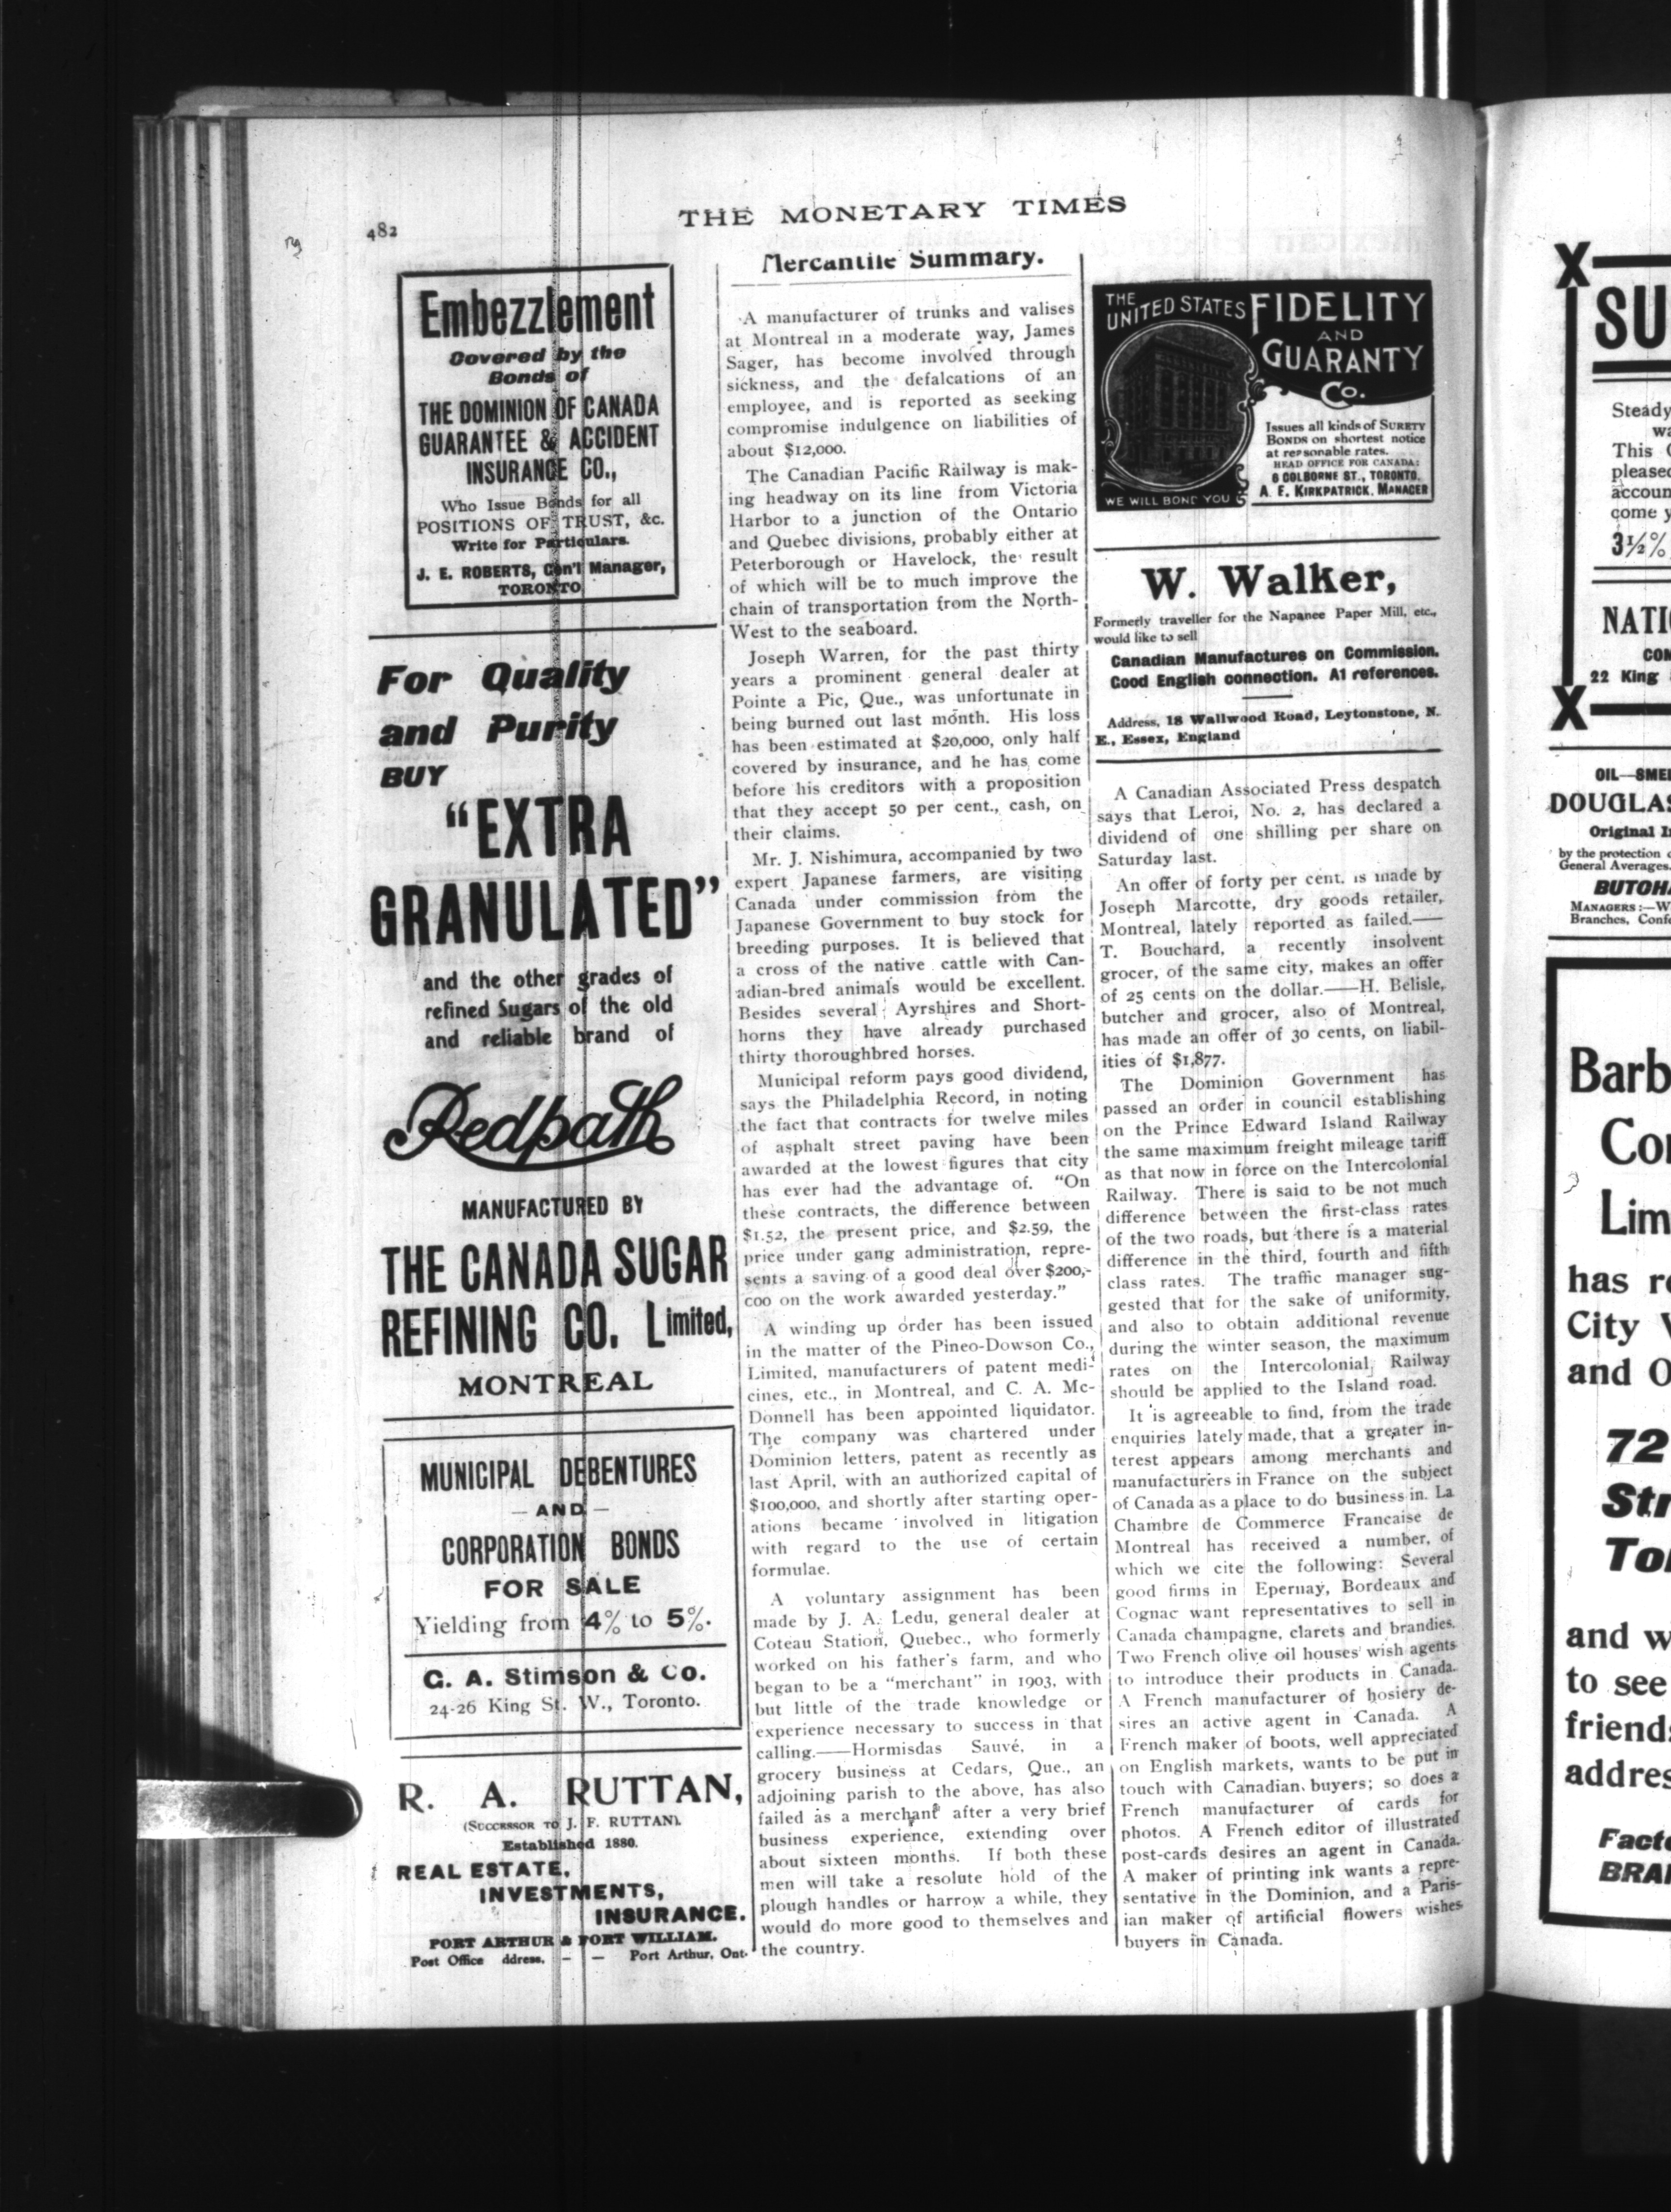 482
THE MONETARY TIMES
Embezzlement
Covered by the
Bonds of
THE DOMINION OF CANADA
GUARANTEE & ACCIDENT
INSURANCE CO.,
Who Issue Bonds for all
POSITIONS OF TRUST, &c.
Write for Particulars.
J. E. ROBERTS, Gen'l Manager,
TORONTO
For Quality
and Purity
BUY
"EXTRA
GRANULATED"
and the other grades of
refined Sugars of the old
and reliable brand of
Redpath
MANUFACTURED BY
THE CANADA SUGAR
REFINING CO. Limited,
MONTREAL
MUNICIPAL DEBENTURES
— AND —
CORPORATION BONDS
FOR SALE
Yielding from 4% to 5%.
G. A. Stimson & Co.
24-26 King St. W., Toronto.
R. A. RUTTAN,
(SUCCESSOR TO J. F. RUTTAN).
Established 1880.
REAL ESTATE,
INVESTMENTS,
INSURANCE.
PORT ARTHUR & FORT WILLIAM.
Post Office ddress, — — Port Arthur, Ont.
Mercantile Summary.
A manufacturer of trunks and valises
at Montreal in a moderate way, James
Sager, has become involved through
sickness, and the defalcations of an
employee, and is reported as seeking
compromise indulgence on liabilities of
about $12,000.
The Canadian Pacific Railway is mak-
ing headway on its line from Victoria
Harbor to a junction of the Ontario
and Quebec divisions, probably either at
Peterborough or Havelock, the result
of which will be to much improve the
chain of transportation from the North-
West to the seaboard.
Joseph Warren, for the past thirty
years a prominent general dealer at
Pointe a Pic, Que., was unfortunate in
being burned out last month. His loss
has been estimated at $20,000, only half
covered by insurance, and he has come
before his creditors with a proposition
that they accept 50 per cent., cash, on
their claims.
Mr. J. Nishimura, accompanied by two
expert Japanese farmers, are visiting
Canada under commission from the
Japanese Government to buy stock for
breeding purposes. It is believed that
a cross of the native cattle with Can-
adian-bred animals would be excellent.
Besides several Ayrshires and Short-
horns they have already purchased
thirty thoroughbred horses.
Municipal reform pays good dividend,
says the Philadelphia Record, in noting
the fact that contracts for twelve miles
of asphalt street paving have been
awarded at the lowest figures that city
has ever had the advantage of. "On
these contracts, the difference between
$1.52, the present price, and $2.59, the
price under gang administration, repre-
sents a saving of a good deal over $200,-
000 on the work awarded yesterday."
A winding up order has been issued
in the matter of the Pineo-Dowson Co.,
Limited, manufacturers of patent medi-
cines, etc., in Montreal, and C. A. Mc-
Donnell has been appointed liquidator.
The company was chartered under
Dominion letters, patent as recently as
last April, with an authorized capital of
$100,000, and shortly after starting oper-
ations became involved in litigation
with regard to the use of certain
formulae.
A voluntary assignment has been
made by J. A. Ledu, general dealer at
Coteau Station, Quebec., who formerly
worked on his father's farm, and who
began to be a "merchant" in 1903, with
but little of the trade knowledge or
experience necessary to success in that
calling.——Hormisdas Sauvé, in a
grocery business at Cedars, Que., an
adjoining parish to the above, has also
failed as a merchant after a very brief
business experience, extending over
about sixteen months. If both these
men will take a resolute hold of the
plough handles or harrow a while, they
would do more good to themselves and
the country.
THE
UNITED STATES FIDELITY
AND
GUARANTY
CO.
WE WILL BOND YOU
ISSUES all kinds of SURETY
BONDS on shortest notice
at reasonable rates.
HEAD OFFICE FOR CANADA:
6 COLBORNE ST., TORONTO.
A. E. KIRKPATRICK, MANAGER
W. Walker,
Formerly traveller for the Napanee Paper Mill, etc.,
would like to sell
Canadian Manufactures on Commission.
Good English connection. A1 references.
Address, 18 Wallwood Road, Leytonstone, N.
E., Essex, England
A Canadian Associated Press despatch
says that Leroi, No. 2, has declared a
dividend of one shilling per share on
Saturday last.
An offer of forty per cent. is made by
Joseph Marcotte, dry goods retailer,
Montreal, lately reported as failed.——
T. Bouchard, a recently insolvent
grocer, of the same city, makes an offer
of 25 cents on the dollar.——H. Belisle,
butcher and grocer, also of Montreal,
has made an offer of 30 cents, on liabil-
ities of $1,877.
The Dominion Government has
passed an order in council establishing
on the Prince Edward Island Railway
the same maximum freight mileage tariff
as that now in force on the Intercolonial
Railway. There is said to be not much
difference between the first-class rates
of the two roads, but there is a material
difference in the third, fourth and fifth
class rates. The traffic manager sug-
gested that for the sake of uniformity,
and also to obtain additional revenue
during the winter season, the maximum
rates on the Intercolonial Railway
should be applied to the Island road.
It is agreeable to find, from the trade
enquiries lately made, that a greater in-
terest appears among merchants and
manufacturers in France on the subject
of Canada as a place to do business in. La
Chambre de Commerce Francaise de
Montreal has received a number, of
which we cite the following: Several
good firms in Epernay, Bordeaux and
Cognac want representatives to sell in
Canada champagne, clarets and brandies.
Two French olive oil houses wish agents
to introduce their products in Canada.
A French manufacturer of hosiery de-
sires an active agent in Canada. A
French maker of boots, well appreciated
on English markets, wants to be put in
touch with Canadian buyers; so does a
French manufacturer of cards for
photos. A French editor of illustrated
post-cards desires an agent in Canada.
A maker of printing ink wants a repre-
sentative in the Dominion, and a Paris-
ian maker of artificial flowers wishes
buyers in Canada.
X
SU
Steady
wa
This
please
accoun
come y
3½%
NATI
CO
22 King
X
OIL—SME
DOUGLAS
Original I
by the protection
General Averages.
BUTCH
MANAGERS:—W
Branches, Conf
Barb
Co
Lim
has r
City
and O
72
Str
To
and w
to see
friend
addres
Fact
BRA